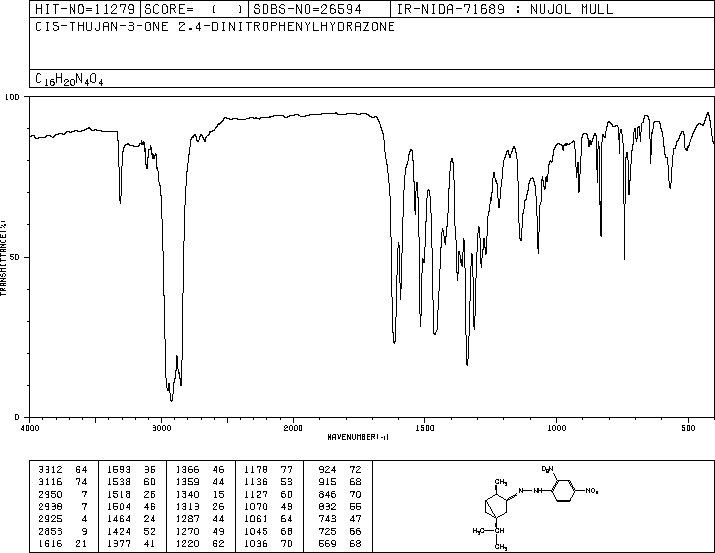 HIT-NO=11279 SCORE= ( ) SDBS-NO=26594 IR-NIDA-71689 : NUJOL MULL
CIS-THUJAN-3-ONE 2,4-DINITROPHENYLHYDRAZONE
C16H20N4O4
100
50
0
TRANSMITTANCE(%)
4000 3000 2000 1500 1000 500
WAVENUMBER(-1)
3312 64 1593 36 1366 46 1178 77 924 72
3116 74 1538 60 1359 44 1136 53 915 68
2950 7 1518 26 1340 15 1127 60 846 70
2938 7 1504 46 1313 26 1070 49 832 55
2925 4 1464 24 1287 44 1061 64 743 47
2853 9 1424 52 1270 49 1045 68 725 66
1616 21 1377 41 1220 62 1036 70 569 68
O2N
CH3
N NH
NO2
CH3
CH3